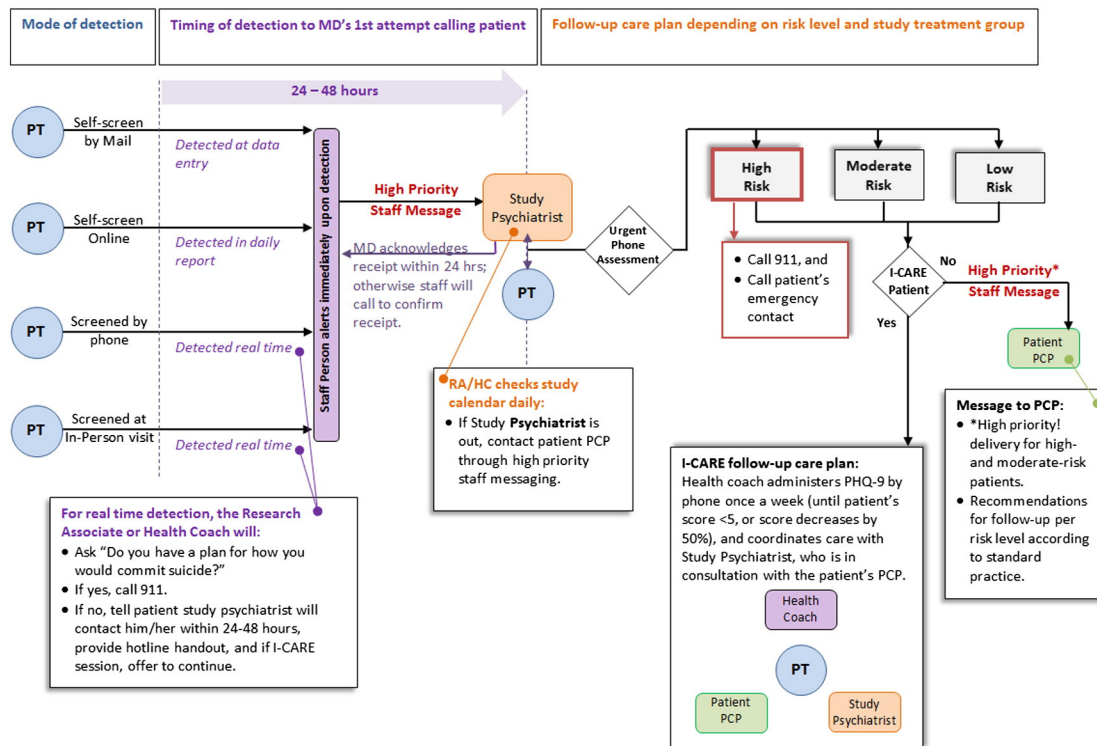 Mode of detection
Timing of detection to MD's 1st attempt calling patient
Follow-up care plan depending on risk level and study treatment group
24 – 48 hours
PT
Self-screen
by Mail
Detected at data
entry
PT
Self-screen
Online
Detected in daily
report
PT
Screened by
phone
Detected real time
PT
Screened at
In-Person visit
Detected real time
Staff Person alerts immediately upon detection
High Priority
Staff Message
Study
Psychiatrist
MD acknowledges
receipt within 24 hrs;
otherwise staff will
call to confirm
receipt.
PT
Urgent
Phone
Assessment
High
Risk
Moderate
Risk
Low
Risk
• Call 911, and
• Call patient's
emergency
contact
I-CARE
Patient
No
Yes
High Priority*
Staff Message
Patient
PCP
For real time detection, the Research
Associate or Health Coach will:
• Ask "Do you have a plan for how you
would commit suicide?"
• If yes, call 911.
• If no, tell patient study psychiatrist will
contact him/her within 24-48 hours,
provide hotline handout, and if I-CARE
session, offer to continue.
RA/HC checks study
calendar daily:
• If Study Psychiatrist is
out, contact patient PCP
through high priority
staff messaging.
I-CARE follow-up care plan:
Health coach administers PHQ-9 by
phone once a week (until patient's
score <5, or score decreases by
50%), and coordinates care with
Study Psychiatrist, who is in
consultation with the patient's PCP.
Health
Coach
PT
Patient
PCP
Study
Psychiatrist
Message to PCP:
• *High priority!
delivery for high-
and moderate-risk
patients.
• Recommendations
for follow-up per
risk level according
to standard
practice.